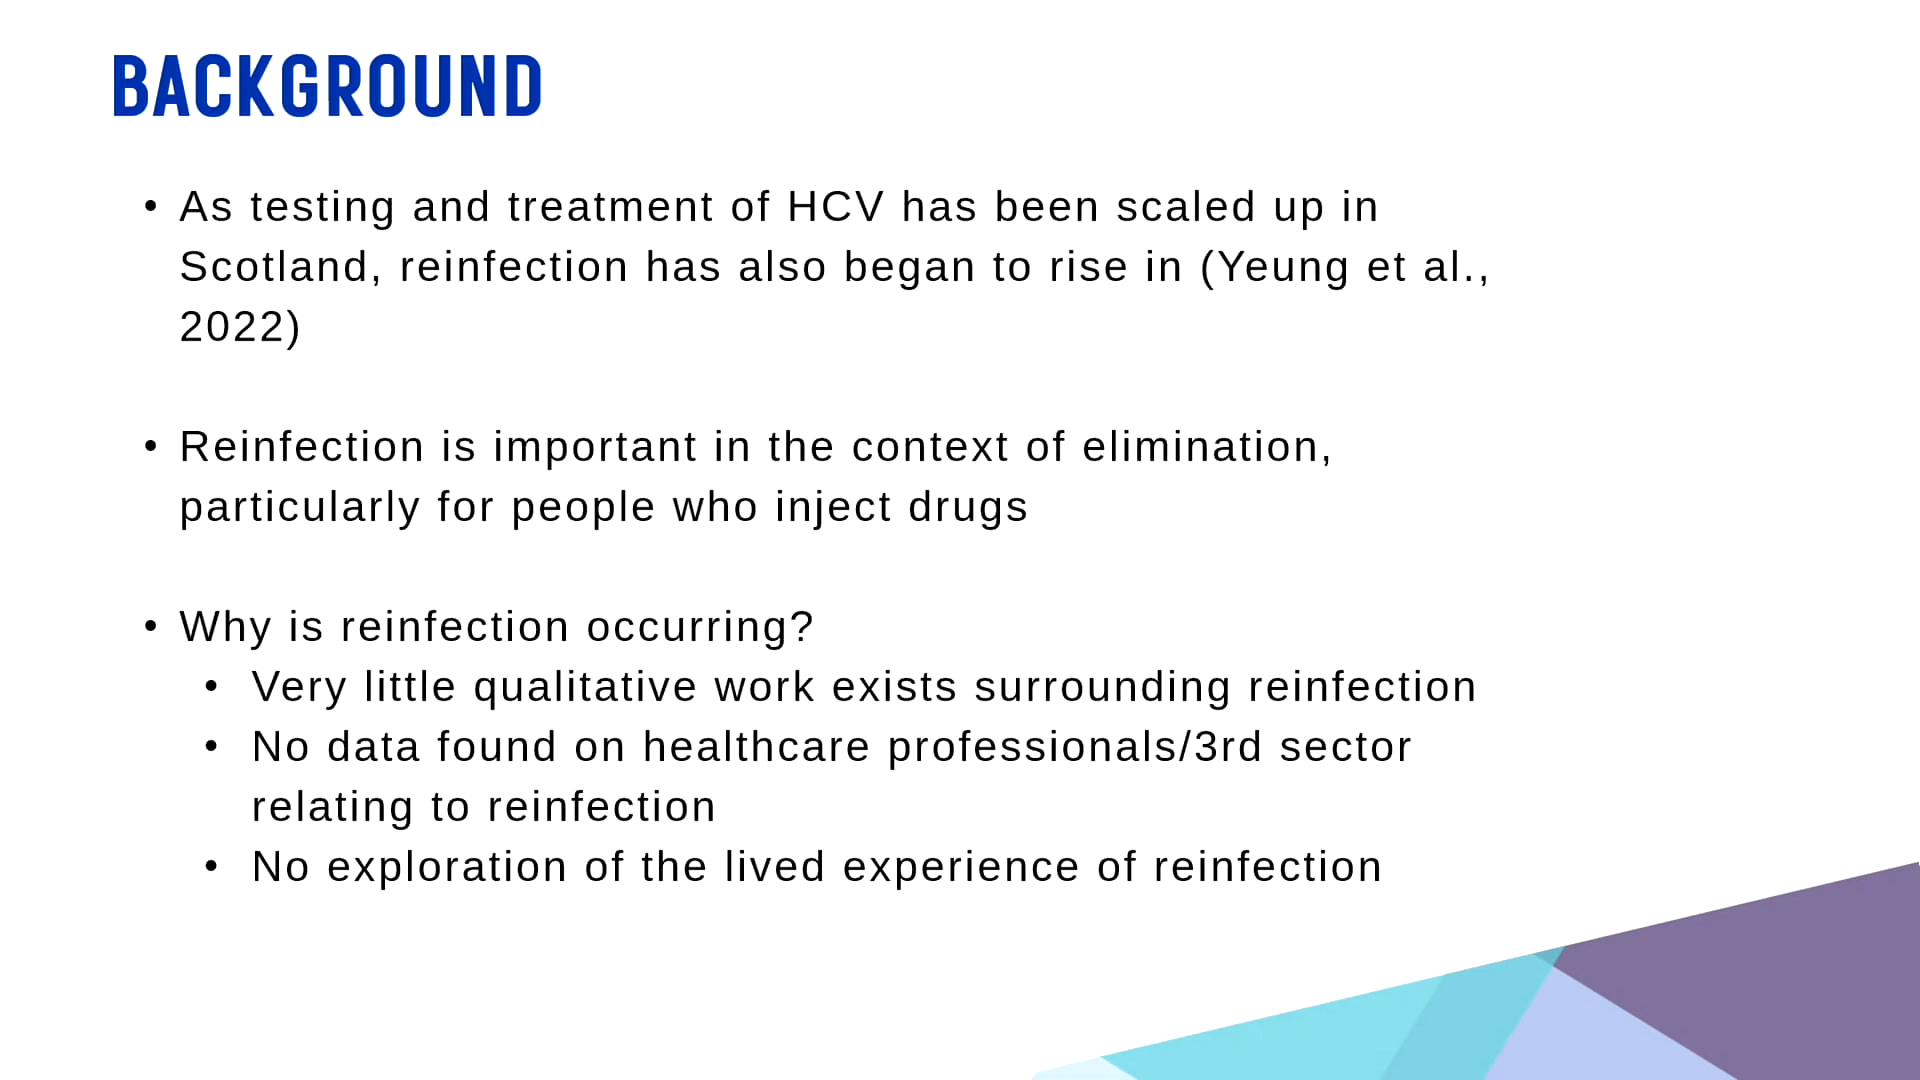 BACKGROUND
• As testing and treatment of HCV has been scaled up in
Scotland, reinfection has also began to rise in (Yeung et al.,
2022)
• Reinfection is important in the context of elimination,
particularly for people who inject drugs
• Why is reinfection occurring?
• Very little qualitative work exists surrounding reinfection
• No data found on healthcare professionals/3rd sector
relating to reinfection
• No exploration of the lived experience of reinfection